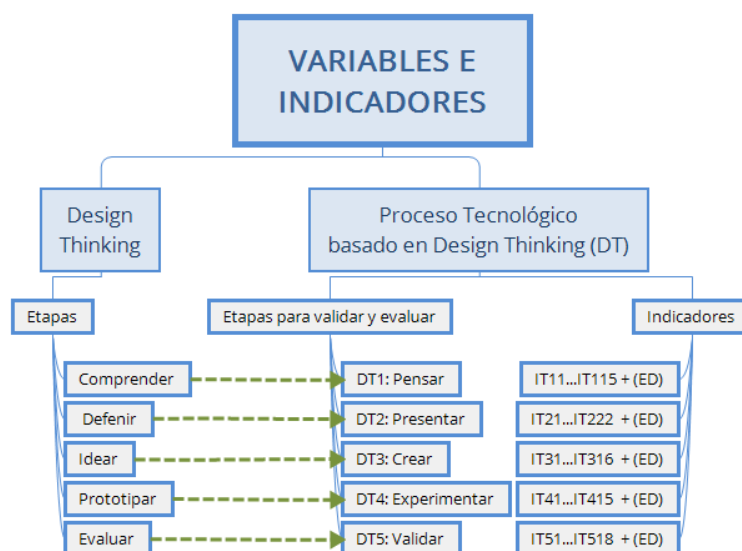 VARIABLES E
INDICADORES
Design
Thinking
Proceso Tecnológico
basado en Design Thinking (DT)
Etapas
Etapas para validar y evaluar
Indicadores
Comprender
DT1: Pensar
IT11...IT115 + (ED)
Defenir
DT2: Presentar
IT21...IT222 + (ED)
Idear
DT3: Crear
IT31...IT316 + (ED)
Prototipar
DT4: Experimentar
IT41...IT415 + (ED)
Evaluar
DT5: Validar
IT51...IT518 + (ED)